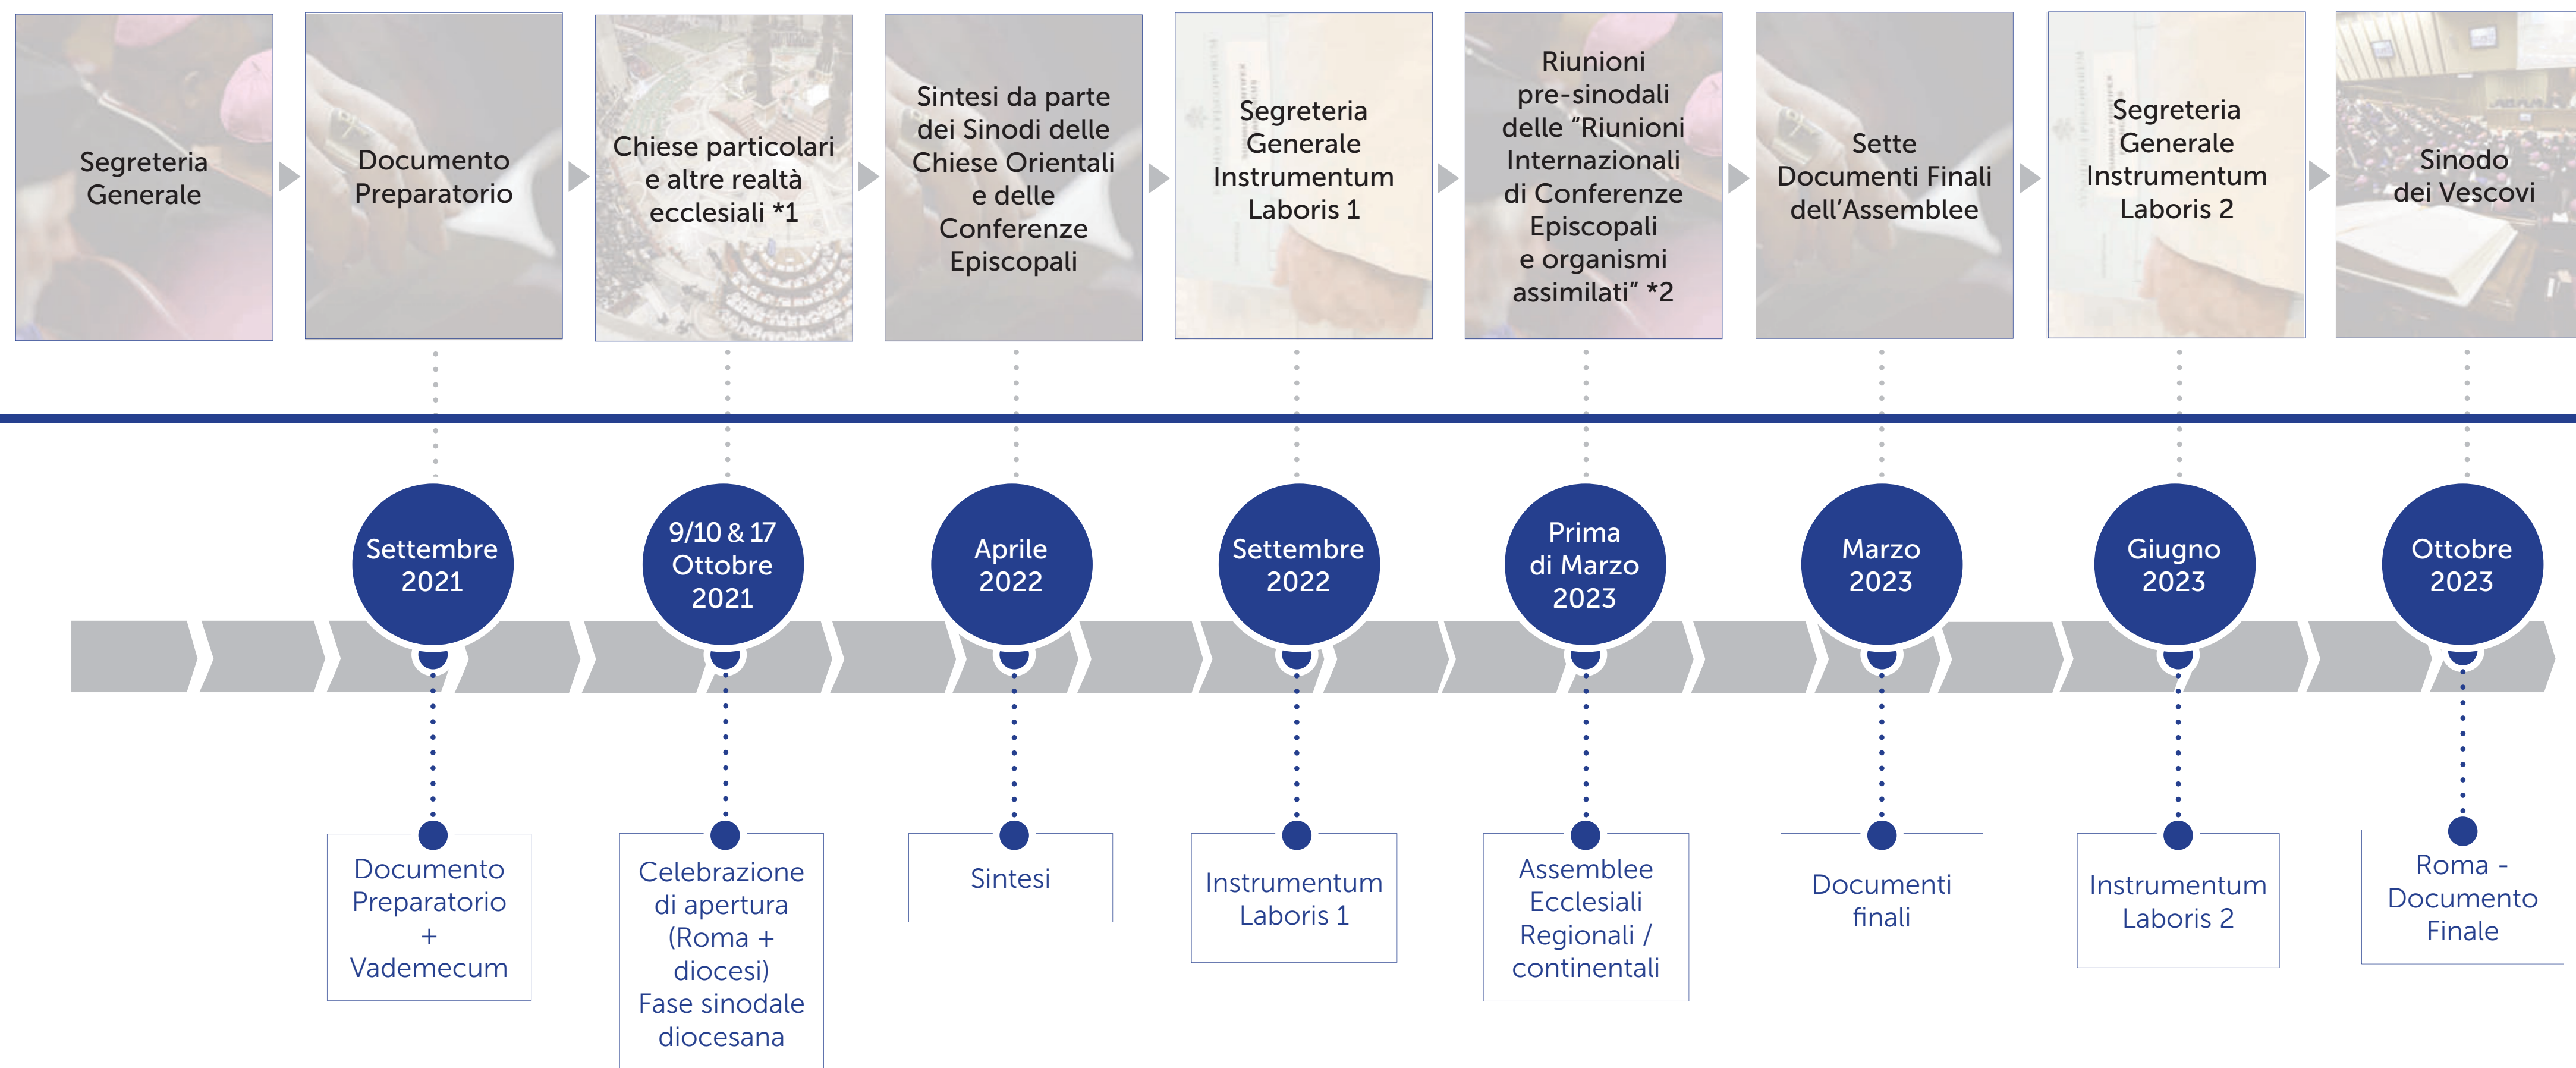 Segreteria
Generale
Documento
Preparatorio
Chiese particolari
e altre realtà
ecclesiali *1
Sintesi da parte
dei Sinodi delle
Chiese Orientali
e delle
Conferenze
Episcopali
Segreteria
Generale
Instrumentum
Laboris 1
Riunioni
pre-sinodali
delle “Riunioni
Internazionali
di Conferenze
Episcopali
e organismi
assimilati” *2
Sette
Documenti Finali
dell’Assemblee
Segreteria
Generale
Instrumentum
Laboris 2
Sinodo
dei Vescovi
Settembre
2021
9/10 & 17
Ottobre
2021
Aprile
2022
Settembre
2022
Prima
di Marzo
2023
Marzo
2023
Giugno
2023
Ottobre
2023
Documento
Preparatorio
+
Vademecum
Celebrazione
di apertura
(Roma +
diocesi)
Fase sinodale
diocesana
Sintesi
Instrumentum
Laboris 1
Assemblee
Ecclesiali
Regionali /
continentali
Documenti
finali
Instrumentum
Laboris 2
Roma -
Documento
Finale